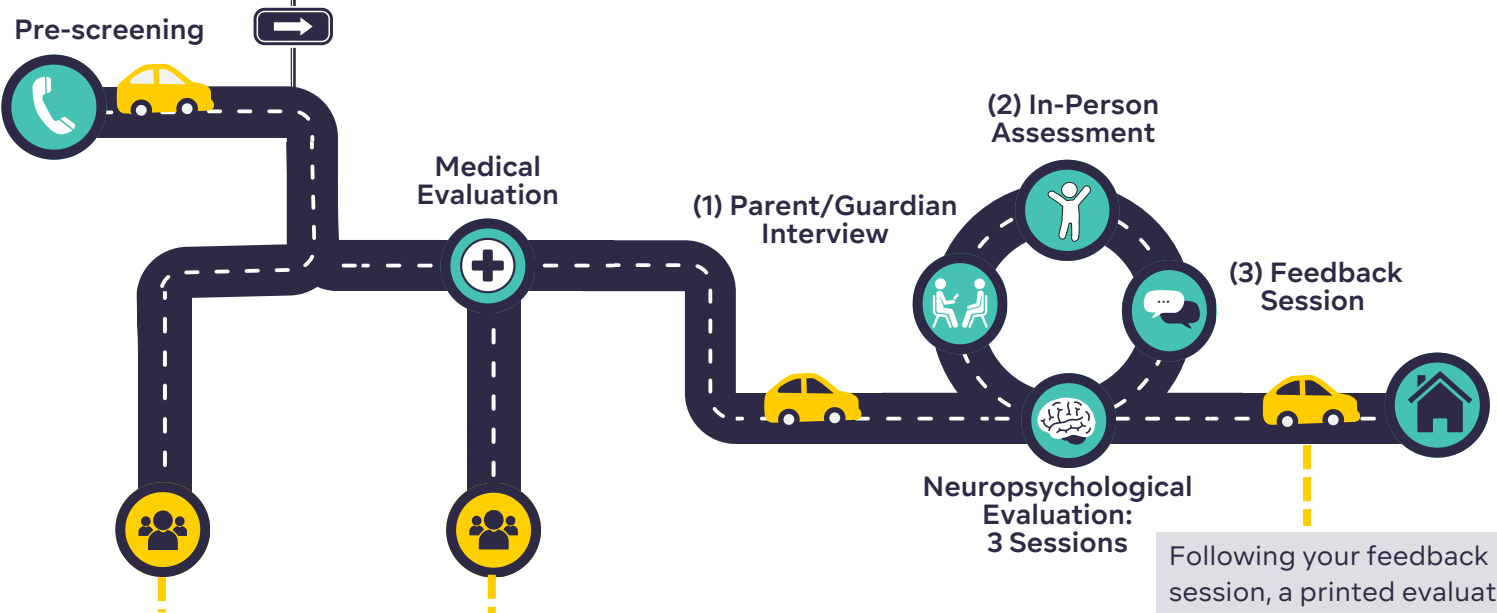 Pre-screening
Medical
Evaluation
(1) Parent/Guardian
Interview
(2) In-Person
Assessment
(3) Feedback
Session
Neuropsychological
Evaluation:
3 Sessions
Following your feedback
session, a printed